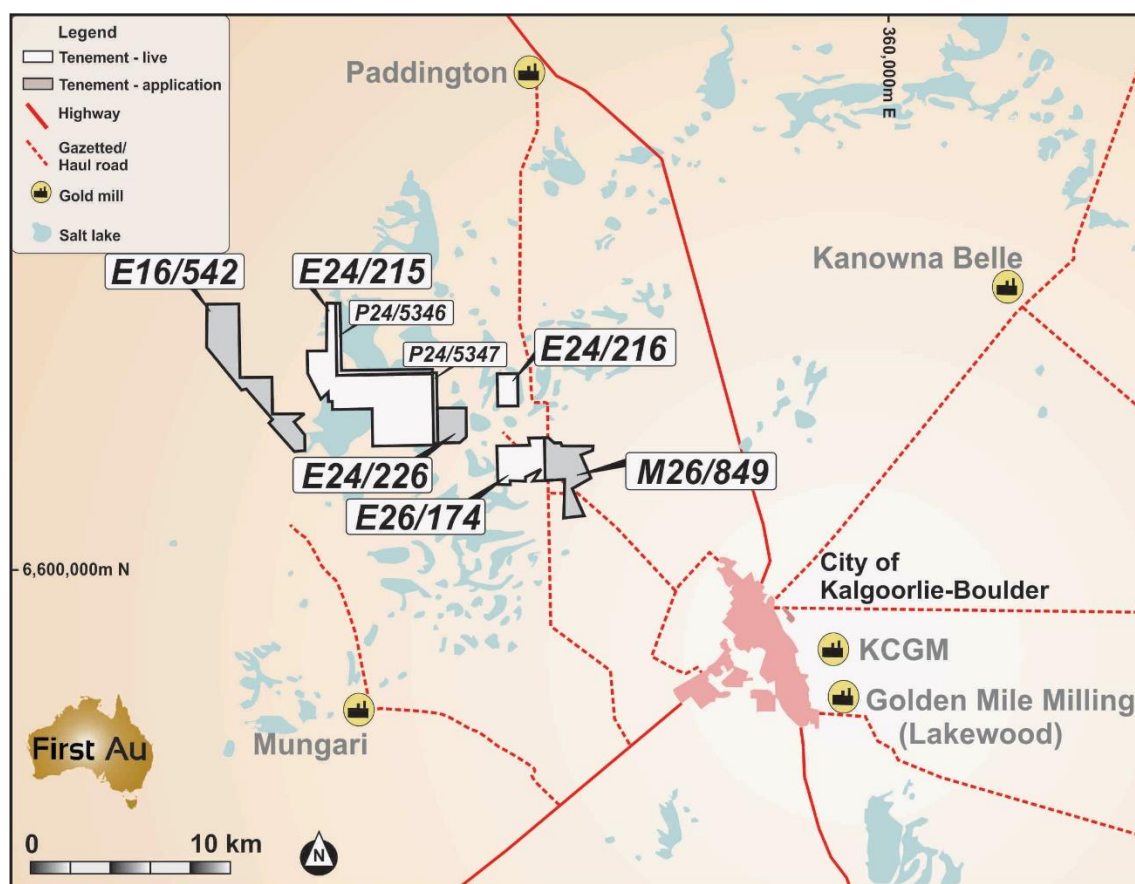 Legend
Tenement - live
Tenement - application
Highway
Gazetted/
Haul road
Gold mill
Salt lake
Paddington
360,000m E
Kanowna Belle
E16/542
E24/215
P24/5346
P24/5347
E24/216
E24/226
E26/174
M26/849
6,600,000m N
City of
Kalgoorlie-Boulder
KCGM
Golden Mile Milling
(Lakewood)
Mungari
First Au
0
10 km
N